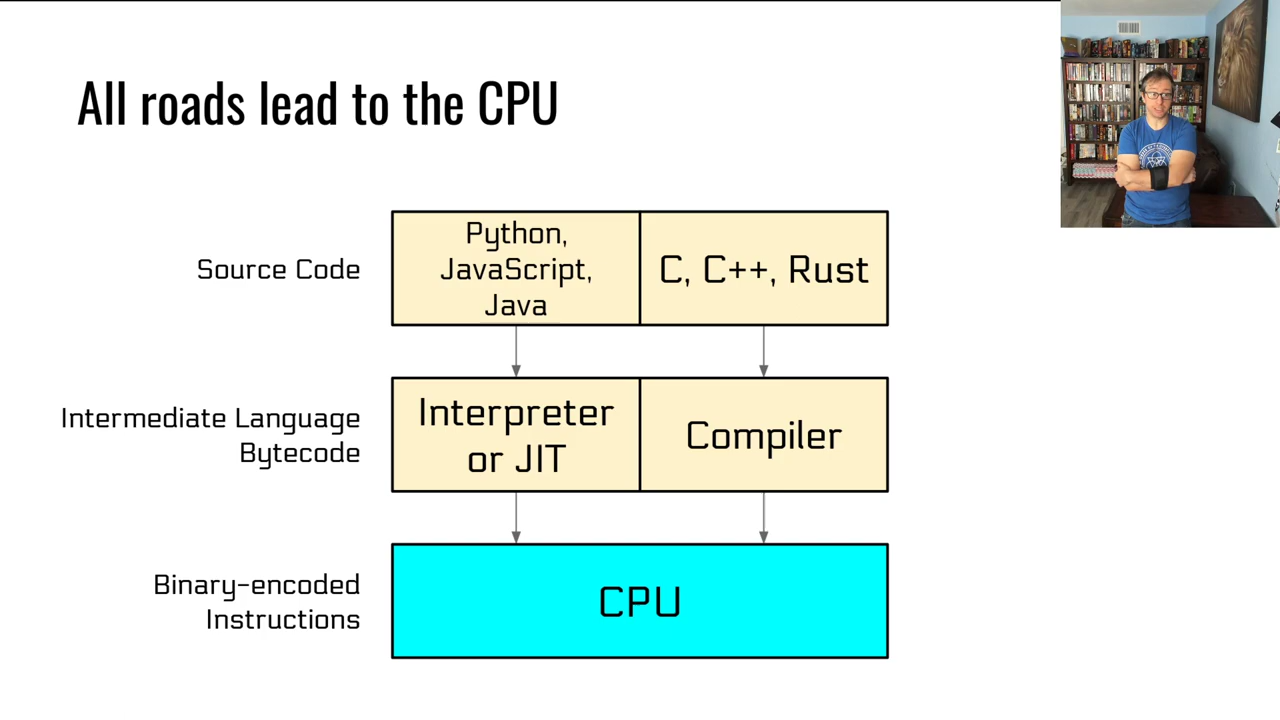 All roads lead to the CPU
Source Code
Python,
JavaScript,
Java
C, C++, Rust
Intermediate Language
Bytecode
Interpreter
or JIT
Compiler
Binary-encoded
Instructions
CPU